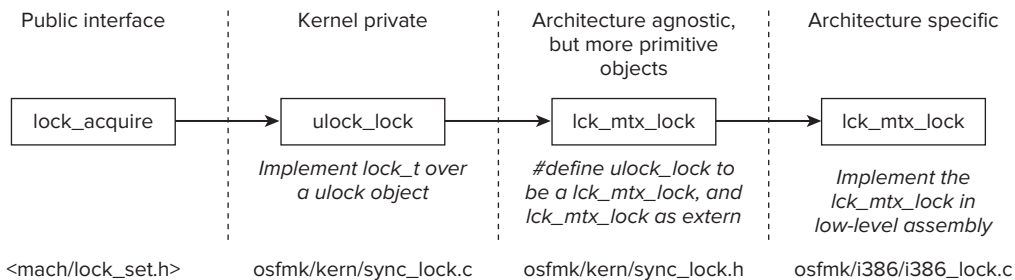 Public interface
Kernel private
Architecture agnostic,
but more primitive
objects
Architecture specific
lock_acquire
ulock_lock
lck_mtx_lock
lck_mtx_lock
Implement lock_t over
a ulock object
#define ulock_lock to
be a lck_mtx_lock, and
lck_mtx_lock as extern
Implement the
lck_mtx_lock in
low-level assembly
<mach/lock_set.h>
osfmk/kern/sync_lock.c
osfmk/kern/sync_lock.h
osfmk/i386/i386_lock.c